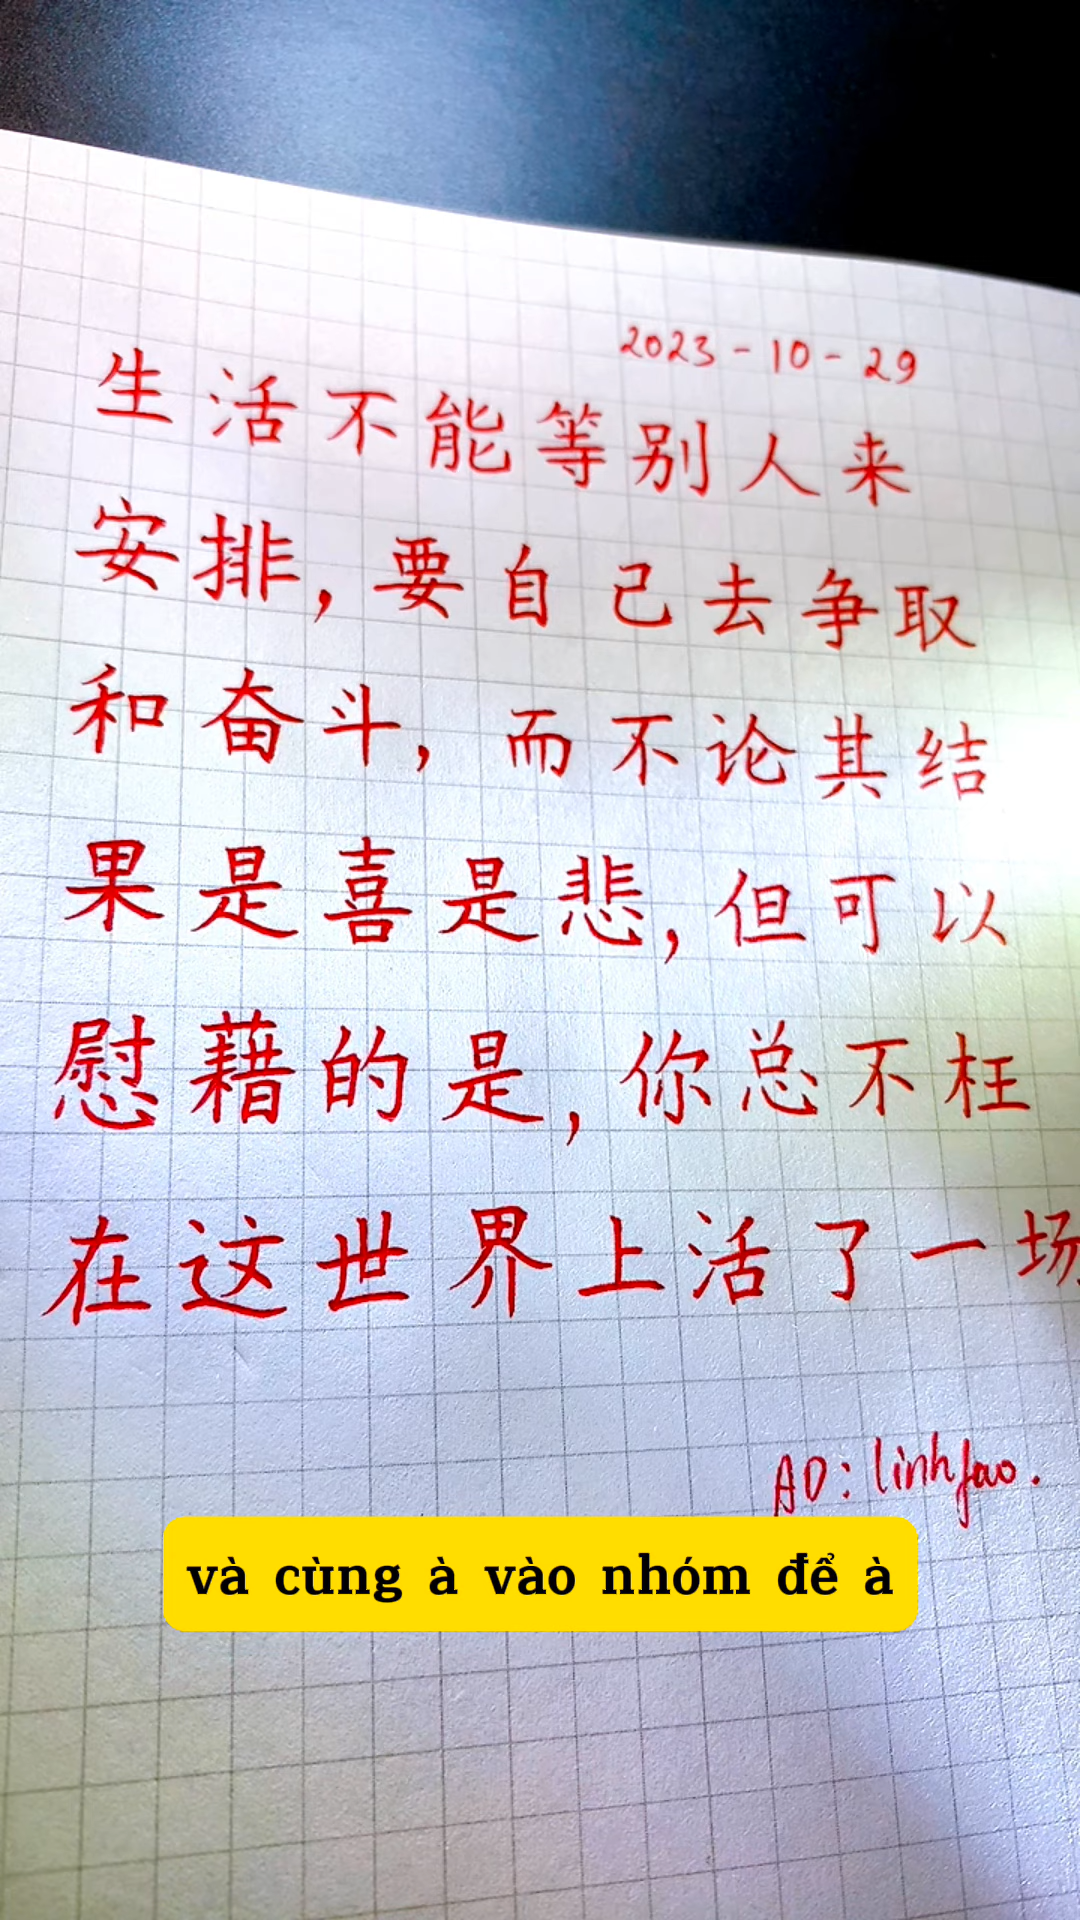 2023-10-29
生活不能等别人来
安排,要自己去争取
和奋斗,而不论其结
果是喜是悲,但可以
慰藉的是,你总不枉
在这世界上活了一场
AD: linhfao.
và cùng à vào nhóm để à